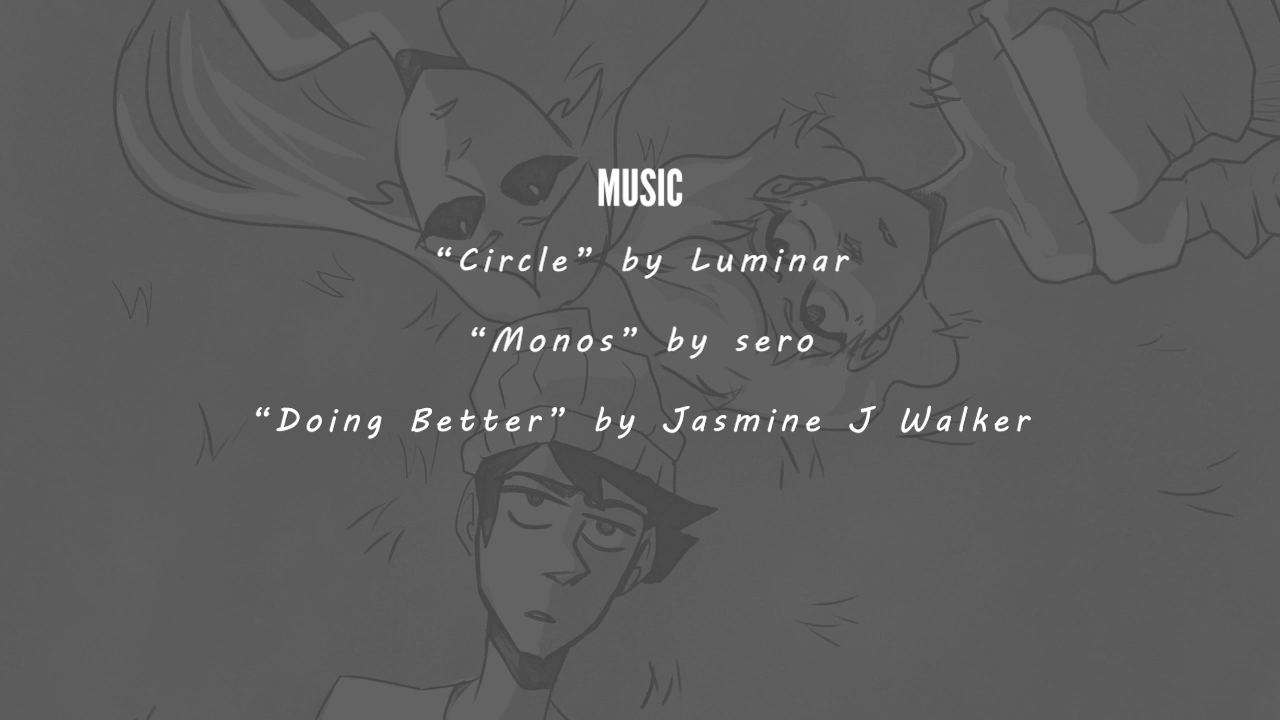 MUSIC
“Circle” by Luminar
“Monos” by sero
“Doing Better” by Jasmine J Walker